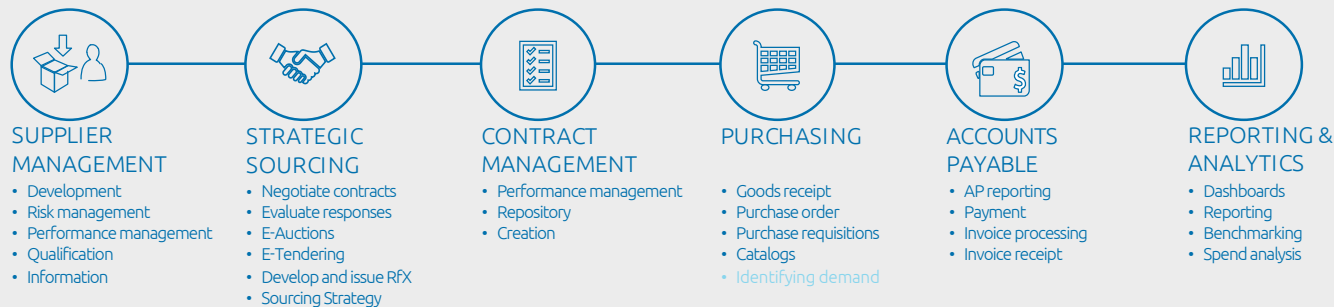 SUPPLIER
MANAGEMENT
• Development
• Risk management
• Performance management
• Qualification
• Information
STRATEGIC
SOURCING
• Negotiate contracts
• Evaluate responses
• E-Auctions
• E-Tendering
• Develop and issue RfX
• Sourcing Strategy
CONTRACT
MANAGEMENT
• Performance management
• Repository
• Creation
PURCHASING
• Goods receipt
• Purchase order
• Purchase requisitions
• Catalogs
• Identifying demand
$
ACCOUNTS
PAYABLE
• AP reporting
• Payment
• Invoice processing
• Invoice receipt
REPORTING &
ANALYTICS
• Dashboards
• Reporting
• Benchmarking
• Spend analysis